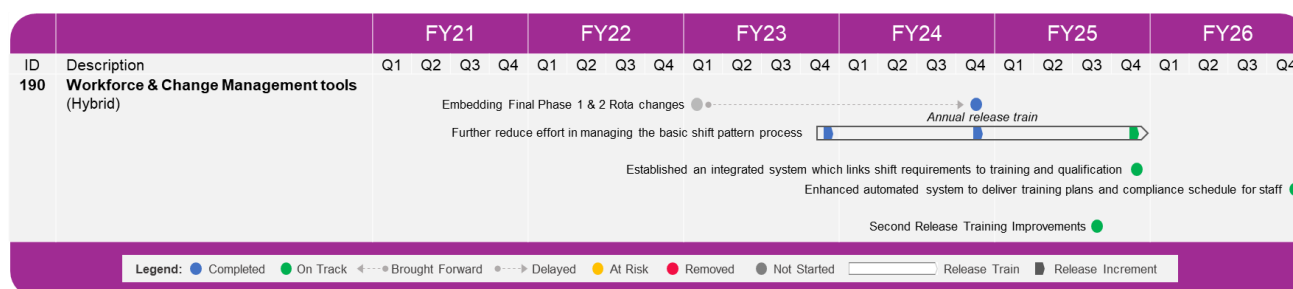 FY21 FY22 FY23 FY24 FY25 FY26
ID Description Q1 Q2 Q3 Q4 Q1 Q2 Q3 Q4 Q1 Q2 Q3 Q4 Q1 Q2 Q3 Q4 Q1 Q2 Q3 Q4 Q1 Q2 Q3 Q4
190 Workforce & Change Management tools
(Hybrid)
Embedding Final Phase 1 & 2 Rota changes
Annual release train
Further reduce effort in managing the basic shift pattern process
Established an integrated system which links shift requirements to training and qualification
Enhanced automated system to deliver training plans and compliance schedule for staff
Second Release Training Improvements
Legend: Completed On Track Brought Forward Delayed At Risk Removed Not Started Release Train Release Increment